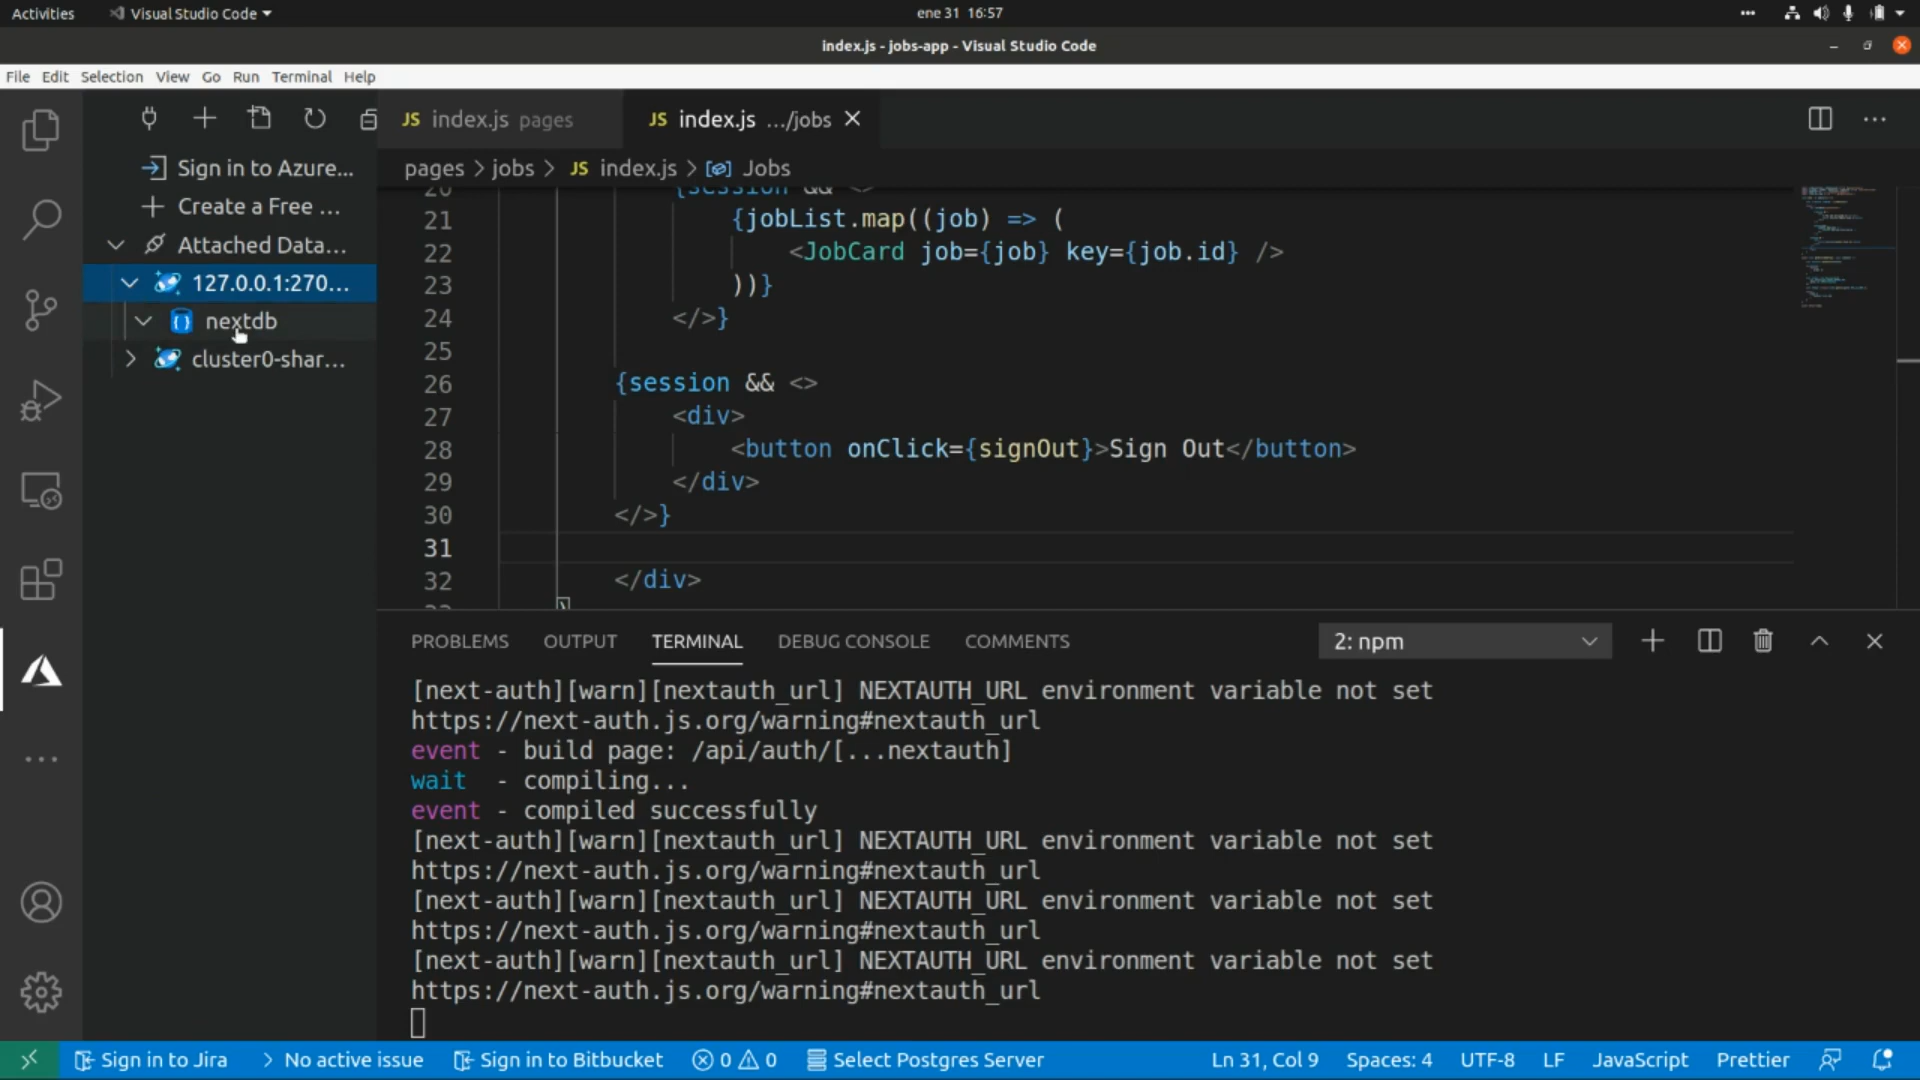 Activities
Visual Studio Code
ene 31 16:57
index.js - jobs-app - Visual Studio Code
File Edit Selection View Go Run Terminal Help
JS index.js pages
JS index.js .../jobs
Sign in to Azure...
Create a Free ...
Attached Data...
127.0.0.1:270...
nextdb
cluster0-shar...
pages > jobs > JS index.js > Jobs
20 {session && <>
21 {jobList.map((job) => (
22 <JobCard job={job} key={job.id} />
23 ))}
24 </>}
25
26 {session && <>
27 <div>
28 <button onClick={signOut}>Sign Out</button>
29 </div>
30 </>}
31
32 </div>
33 )
PROBLEMS OUTPUT TERMINAL DEBUG CONSOLE COMMENTS
2: npm
[next-auth][warn][nextauth_url] NEXTAUTH_URL environment variable not set
https://next-auth.js.org/warning#nextauth_url
event - build page: /api/auth/[...nextauth]
wait - compiling...
event - compiled successfully
[next-auth][warn][nextauth_url] NEXTAUTH_URL environment variable not set
https://next-auth.js.org/warning#nextauth_url
[next-auth][warn][nextauth_url] NEXTAUTH_URL environment variable not set
https://next-auth.js.org/warning#nextauth_url
[next-auth][warn][nextauth_url] NEXTAUTH_URL environment variable not set
https://next-auth.js.org/warning#nextauth_url
Sign in to Jira
No active issue
Sign in to Bitbucket
0 0
Select Postgres Server
Ln 31, Col 9
Spaces: 4
UTF-8
LF
JavaScript
Prettier